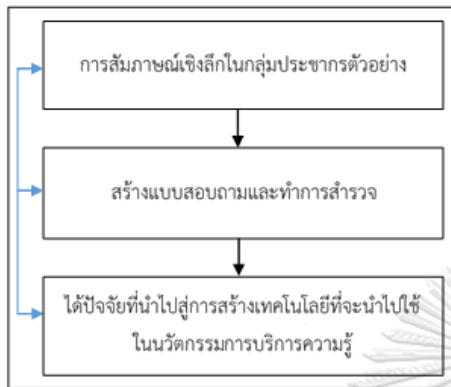 การสัมภาษณ์เชิงลึกในกลุ่มประชากรตัวอย่าง
สร้างแบบสอบถามและทำการสำรวจ
ได้ปัจจัยที่นำไปสู่การสร้างเทคโนโลยีที่จะนำไปใช้
ในนวัตกรรมการบริการความรู้